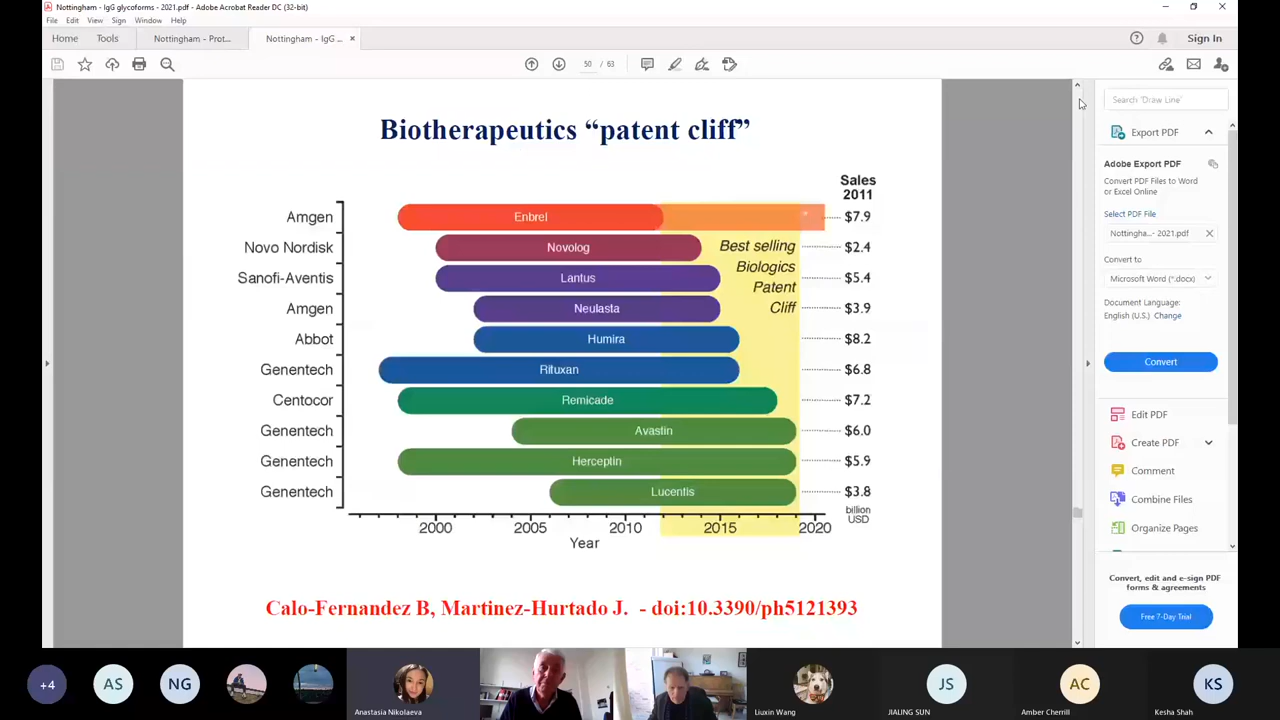 Nottingham - IgG glycoforms - 2021.pdf - Adobe Acrobat Reader DC (32-bit)
File Edit View Sign Window Help
Home Tools Nottingham - Prot... Nottingham - IgG ... × Sign In
50 / 63
Search 'Draw Line'
Export PDF
Adobe Export PDF
Convert PDF Files to Word
or Excel Online
Select PDF File
Nottingha...- 2021.pdf
Convert to
Microsoft Word (*.docx)
Document Language:
English (U.S.) Change
Convert
Edit PDF
Create PDF
Comment
Combine Files
Organize Pages
Convert, edit and e-sign PDF
forms & agreements
Free 7-Day Trial
Biotherapeutics “patent cliff”
Sales
2011
Amgen Enbrel * $7.9
Novo Nordisk Novolog $2.4
Sanofi-Aventis Lantus $5.4
Amgen Neulasta $3.9
Abbot Humira $8.2
Genentech Rituxan $6.8
Centocor Remicade $7.2
Genentech Avastin $6.0
Genentech Herceptin $5.9
Genentech Lucentis $3.8
Best selling
Biologics
Patent
Cliff
billion
USD
2000 2005 2010 2015 2020
Year
Calo-Fernandez B, Martinez-Hurtado J. - doi:10.3390/ph5121393
+4 AS NG JS AC KS
Anastasia Nikolaeva Liuxin Wang JIALING SUN Amber Cherrill Kesha Shah